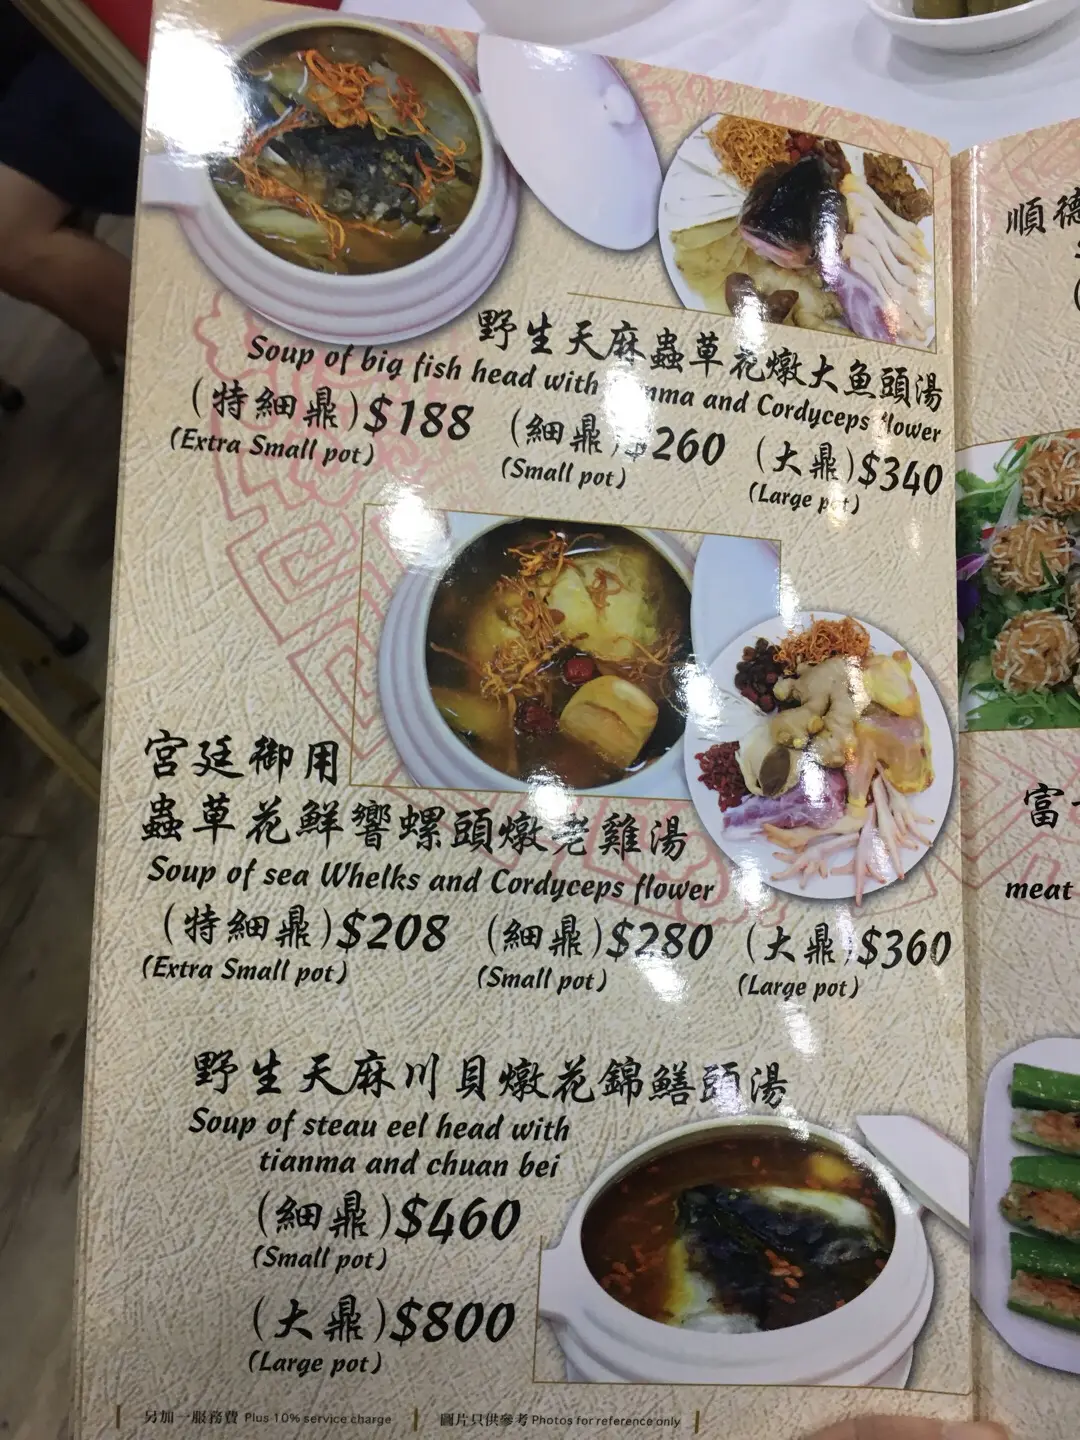 野生天麻蟲草花燉大魚頭湯
Soup of big fish head with and Cordyceps flower
(特細鼎)$188 (細鼎)$260 (大鼎)$340
(Extra Small pot) (Small pot) (Large pot)
宮廷御用
蟲草花鮮響螺頭燉老雞湯
Soup of sea Whelks and Cordyceps flower
(特細鼎)$208 (細鼎)$280 (大鼎)$360
(Extra Small pot) (Small pot) (Large pot)
野生天麻川貝燉花錦鱔頭湯
Soup of steau eel head with
tianma and chuan bei
(細鼎)$460
(Small pot)
(大鼎)$800
(Large pot)
另加一服務費 Plus 10% service charge 圖片只供參考 Photos for reference only
順德
富
meat